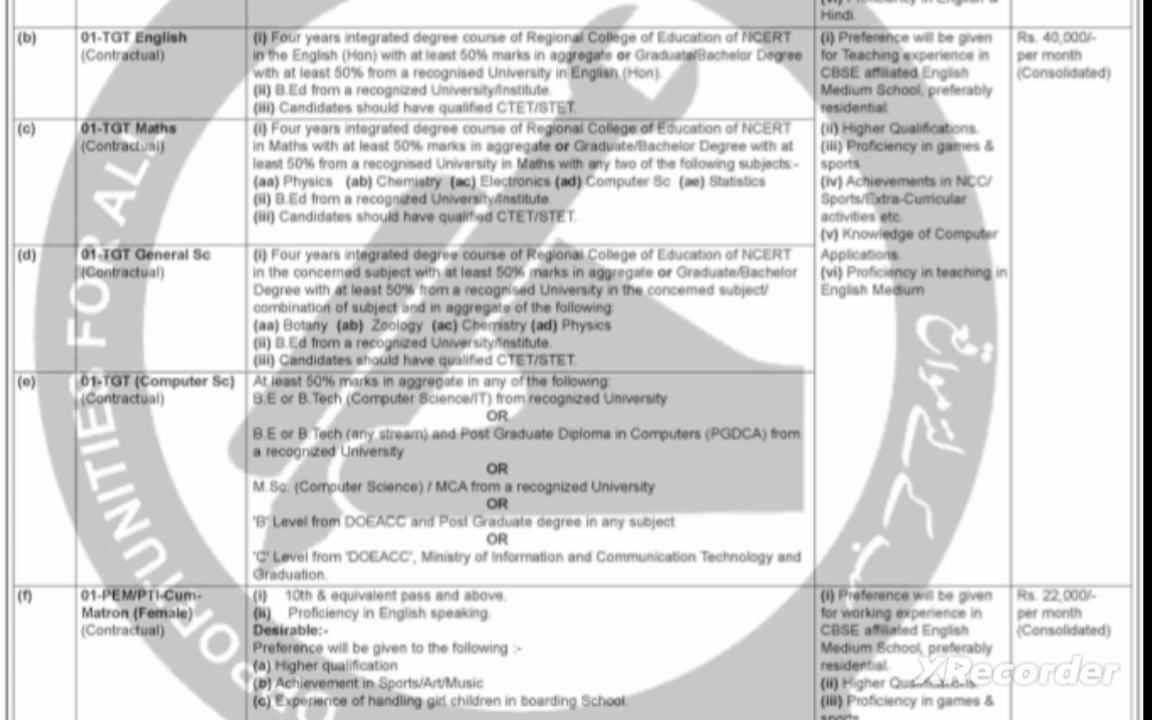 (vi) Proficiency in English &
Hindi.
(b)
01-TGT English
(Contractual)
(i) Four years integrated degree course of Regional College of Education of NCERT
in the English (Hon) with at least 50% marks in aggregate or Graduate/Bachelor Degree
with at least 50% from a recognised University in English (Hon).
(ii) B.Ed from a recognized University/Institute.
(iii) Candidates should have qualified CTET/STET.
(i) Preference will be given
for Teaching experience in
CBSE affiliated English
Medium School, preferably
residential.
(ii) Higher Qualifications.
(iii) Proficiency in games &
sports
(iv) Achievements in NCC/
Sports/Extra-Curricular
activities etc.
(v) Knowledge of Computer
Applications.
(vi) Proficiency in teaching in
English Medium
Rs. 40,000/-
per month
(Consolidated)
(c)
01-TGT Maths
(Contractual)
(i) Four years integrated degree course of Regional College of Education of NCERT
in Maths with at least 50% marks in aggregate or Graduate/Bachelor Degree with at
least 50% from a recognised University in Maths with any two of the following subjects:-
(aa) Physics (ab) Chemistry (ac) Electronics (ad) Computer Sc (ae) Statistics
(ii) B.Ed from a recognized University/Institute.
(iii) Candidates should have qualified CTET/STET.
(d)
01-TGT General Sc
(Contractual)
(i) Four years integrated degree course of Regional College of Education of NCERT
in the concerned subject with at least 50% marks in aggregate or Graduate/Bachelor
Degree with at least 50% from a recognised University in the concerned subject/
combination of subject and in aggregate of the following:
(aa) Botany (ab) Zoology (ac) Chemistry (ad) Physics
(ii) B.Ed from a recognized University/Institute.
(iii) Candidates should have qualified CTET/STET.
(e)
01-TGT (Computer Sc)
(Contractual)
At least 50% marks in aggregate in any of the following:
B.E or B.Tech (Computer Science/IT) from recognized University
OR
B.E or B.Tech (any stream) and Post Graduate Diploma in Computers (PGDCA) from
a recognized University
OR
M.Sc. (Computer Science) / MCA from a recognized University
OR
'B' Level from DOEACC and Post Graduate degree in any subject
OR
'C' Level from 'DOEACC', Ministry of Information and Communication Technology and
Graduation.
(f)
01-PEM/PTI-Cum-
Matron (Female)
(Contractual)
(i) 10th & equivalent pass and above.
(ii) Proficiency in English speaking.
Desirable:-
Preference will be given to the following :-
(a) Higher qualification
(b) Achievement in Sports/Art/Music
(c) Experience of handling girl children in boarding School.
(i) Preference will be given
for working experience in
CBSE affiliated English
Medium School, preferably
residential.
(ii) Higher Qualifications.
(iii) Proficiency in games &
sports
Rs. 22,000/-
per month
(Consolidated)
OPPORTUNITIES FOR ALL
XRecorder